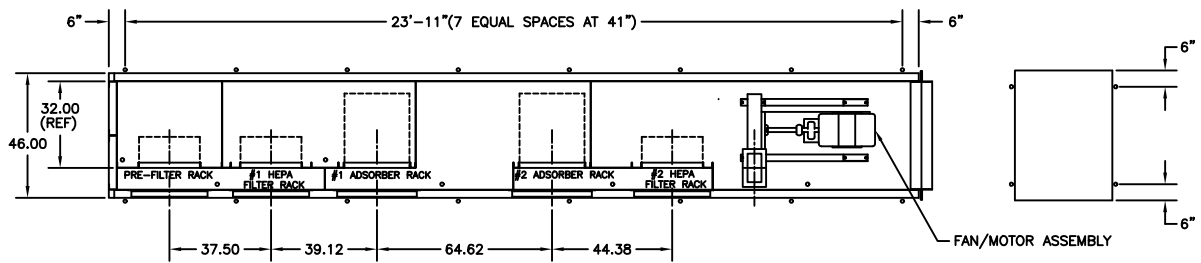 6"
23'-11"(7 EQUAL SPACES AT 41")
6"
6"
32.00
(REF)
46.00
PRE-FILTER RACK
#1 HEPA
FILTER RACK
#1 ADSORBER RACK
#2 ADSORBER RACK
#2 HEPA
FILTER RACK
6"
37.50
39.12
64.62
44.38
FAN/MOTOR ASSEMBLY